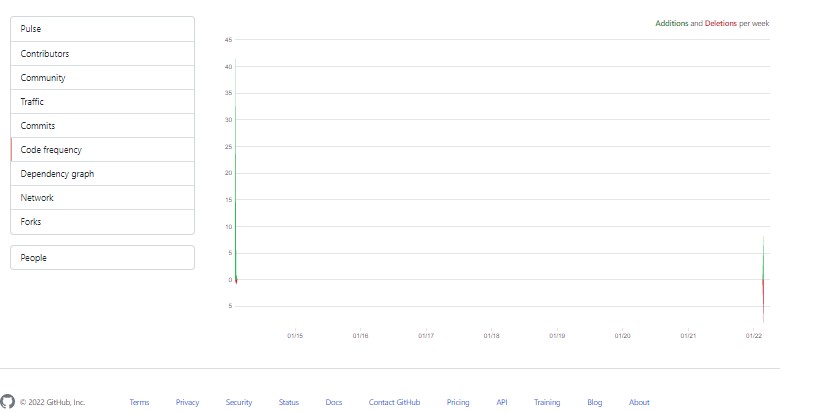 Pulse
Contributors
Community
Traffic
Commits
Code frequency
Dependency graph
Network
Forks
People
Additions and Deletions per week
45
40
35
30
25
20
15
10
5
0
5
01/15 01/16 01/17 01/18 01/19 01/20 01/21 01/22
© 2022 GitHub, Inc. Terms Privacy Security Status Docs Contact GitHub Pricing API Training Blog About